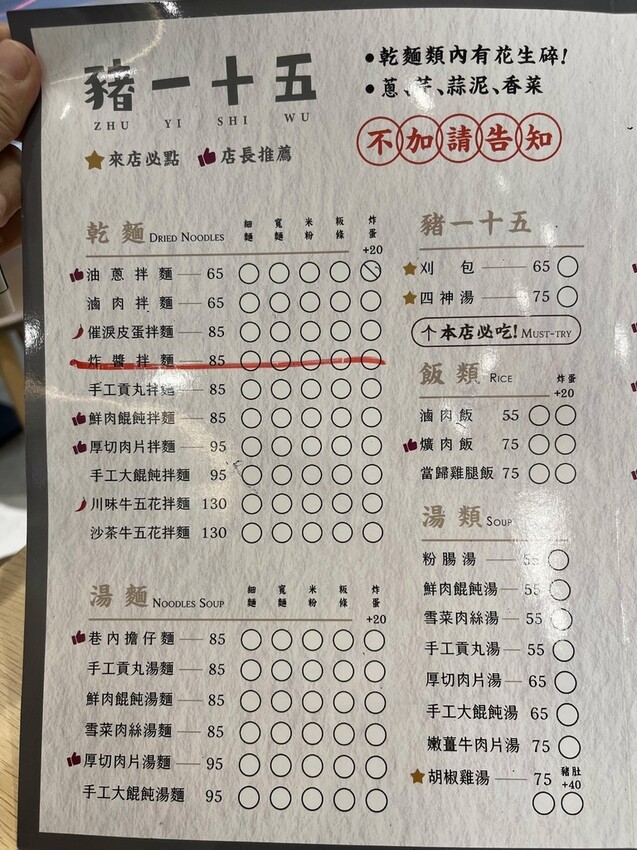 豬一十五
ZHU YI SHI WU
來店必點 店長推薦
•乾麵類內有花生碎!
•蔥、芹、蒜泥、香菜
不加請告知
乾麵 DRIED NOODLES 細麵 寬麵 米粉 粄條 炸蛋+20
油蔥拌麵 65
滷肉拌麵 65
催淚皮蛋拌麵 85
炸醬拌麵 85
手工貢丸拌麵 85
鮮肉餛飩拌麵 85
厚切肉片拌麵 95
手工大餛飩拌麵 95
川味牛五花拌麵 130
沙茶牛五花拌麵 130
湯麵 NOODLES SOUP 細麵 寬麵 米粉 粄條 炸蛋+20
巷內擔仔麵 85
手工貢丸湯麵 85
鮮肉餛飩湯麵 85
雪菜肉絲湯麵 85
厚切肉片湯麵 95
手工大餛飩湯麵 95
豬一十五
刈包 65
四神湯 75
↑本店必吃! MUST-TRY
飯類 RICE 炸蛋+20
滷肉飯 55
爌肉飯 75
當歸雞腿飯 75
湯類 SOUP
粉腸湯 55
鮮肉餛飩湯 55
雪菜肉絲湯 55
手工貢丸湯 55
厚切肉片湯 65
手工大餛飩湯 65
嫩薑牛肉片湯 75
胡椒雞湯 75 豬肚+40